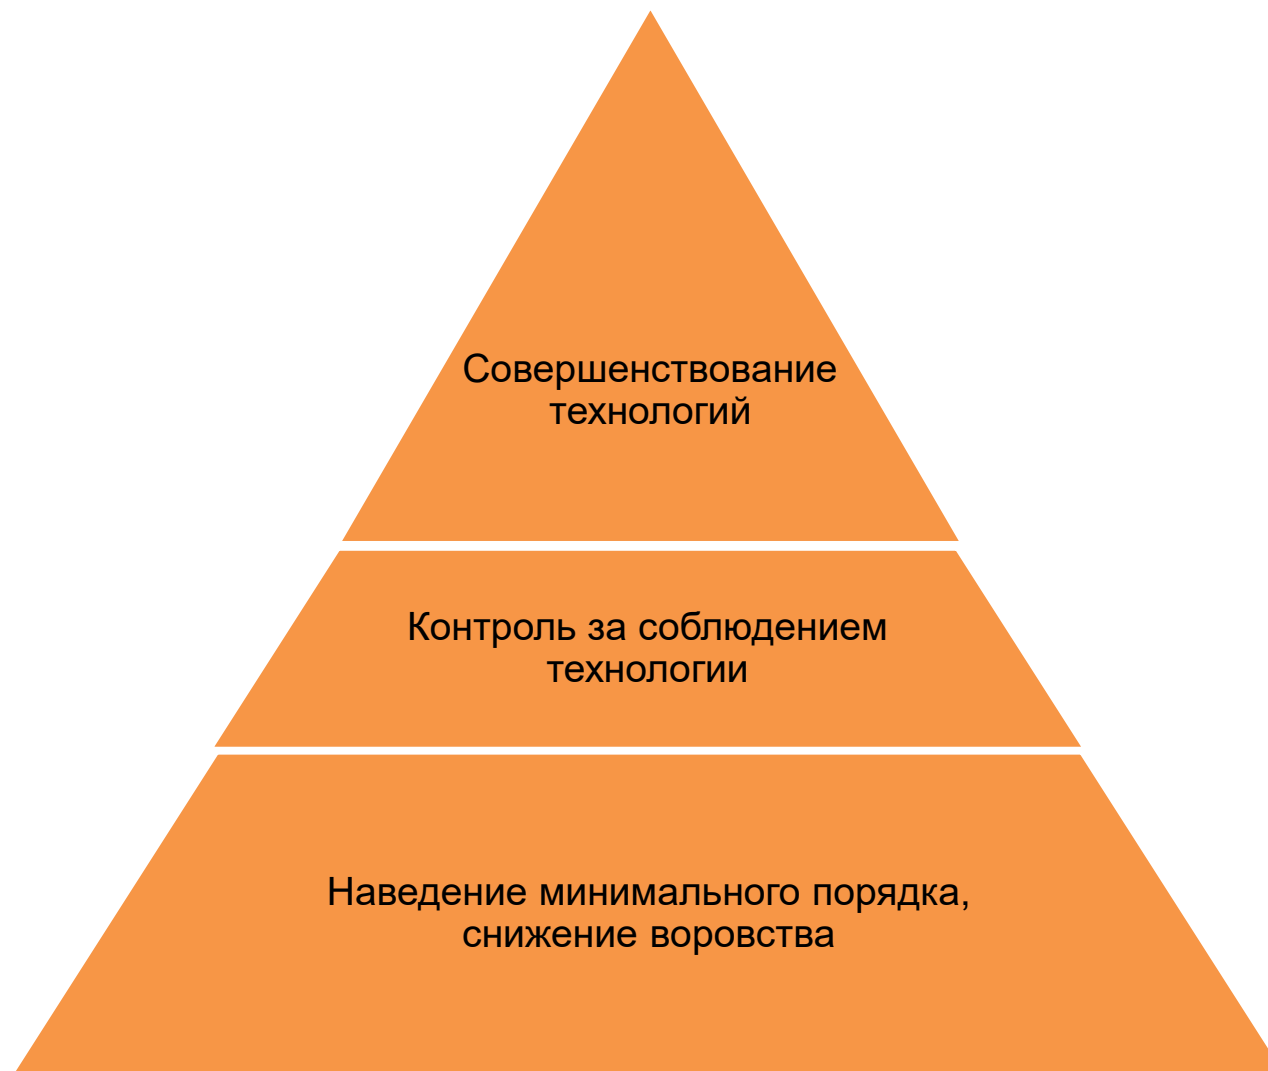 Совершенствование
технологий
Контроль за соблюдением
технологии
Наведение минимального порядка,
снижение воровства